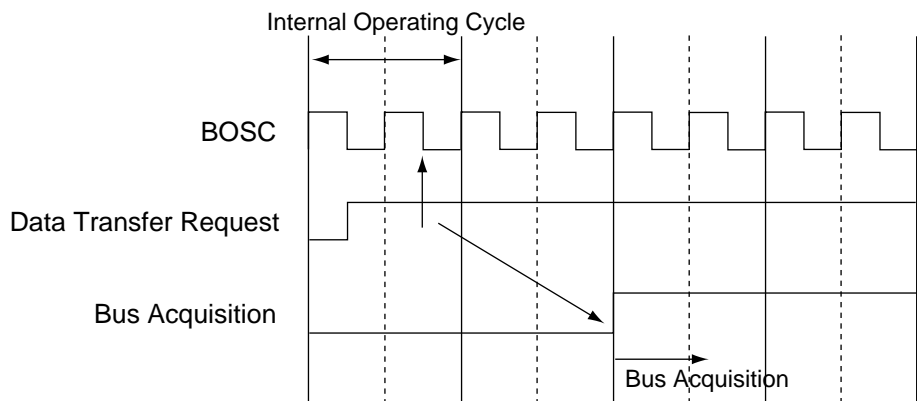 Internal Operating Cycle
BOSC
Data Transfer Request
Bus Acquisition
Bus Acquisition